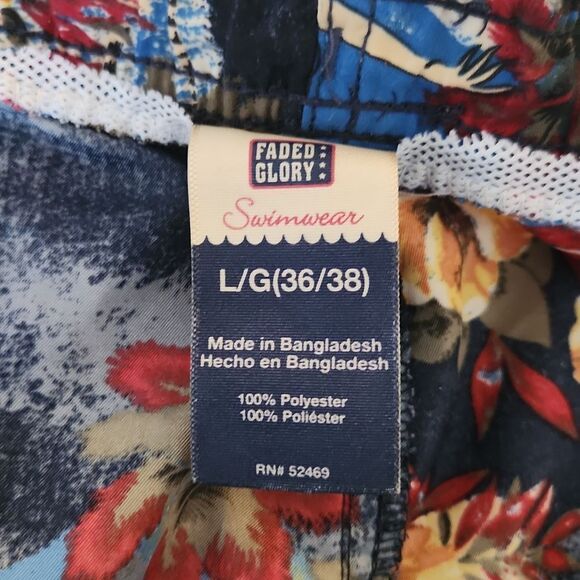 FADED
GLORY
Swimwear
L/G(36/38)
Made in Bangladesh
Hecho en Bangladesh
100% Polyester
100% Poliéster
RN# 52469